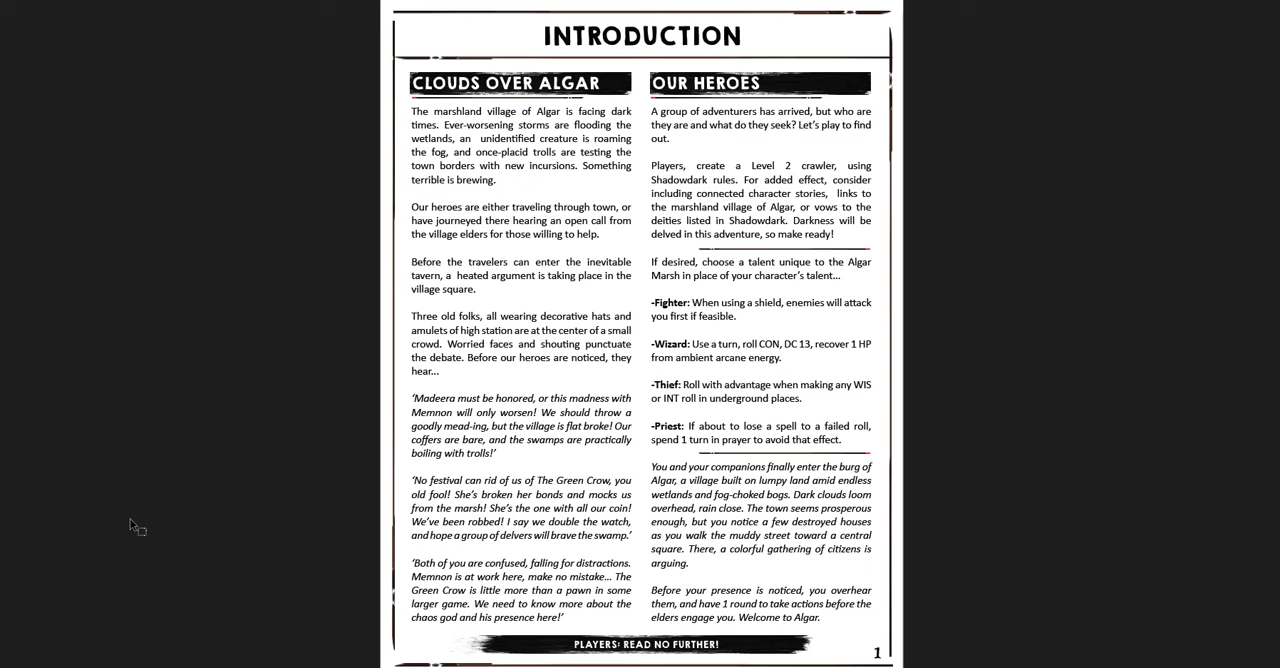 INTRODUCTION
CLOUDS OVER ALGAR
The marshland village of Algar is facing dark
times. Ever-worsening storms are flooding the
wetlands, an unidentified creature is roaming
the fog, and once-placid trolls are testing the
town borders with new incursions. Something
terrible is brewing.
Our heroes are either traveling through town, or
have journeyed there hearing an open call from
the village elders for those willing to help.
Before the travelers can enter the inevitable
tavern, a heated argument is taking place in the
village square.
Three old folks, all wearing decorative hats and
amulets of high station are at the center of a small
crowd. Worried faces and shouting punctuate
the debate. Before our heroes are noticed, they
hear...
‘Madeera must be honored, or this madness with
Memnon will only worsen! We should throw a
goodly mead-ing, but the village is flat broke! Our
coffers are bare, and the swamps are practically
boiling with trolls!’
‘No festival can rid of us of The Green Crow, you
old fool! She’s broken her bonds and mocks us
from the marsh! She’s the one with all our coin!
We’ve been robbed! I say we double the watch,
and hope a group of delvers will brave the swamp.’
‘Both of you are confused, falling for distractions.
Memnon is at work here, make no mistake... The
Green Crow is little more than a pawn in some
larger game. We need to know more about the
chaos god and his presence here!’
OUR HEROES
A group of adventurers has arrived, but who are
they are and what do they seek? Let’s play to find
out.
Players, create a Level 2 crawler, using
Shadowdark rules. For added effect, consider
including connected character stories, links to
the marshland village of Algar, or vows to the
deities listed in Shadowdark. Darkness will be
delved in this adventure, so make ready!
If desired, choose a talent unique to the Algar
Marsh in place of your character’s talent...
-Fighter: When using a shield, enemies will attack
you first if feasible.
-Wizard: Use a turn, roll CON, DC 13, recover 1 HP
from ambient arcane energy.
-Thief: Roll with advantage when making any WIS
or INT roll in underground places.
-Priest: If about to lose a spell to a failed roll,
spend 1 turn in prayer to avoid that effect.
You and your companions finally enter the burg of
Algar, a village built on lumpy land amid endless
wetlands and fog-choked bogs. Dark clouds loom
overhead, rain close. The town seems prosperous
enough, but you notice a few destroyed houses
as you walk the muddy street toward a central
square. There, a colorful gathering of citizens is
arguing.
Before your presence is noticed, you overhear
them, and have 1 round to take actions before the
elders engage you. Welcome to Algar.
PLAYERS: READ NO FURTHER!
1